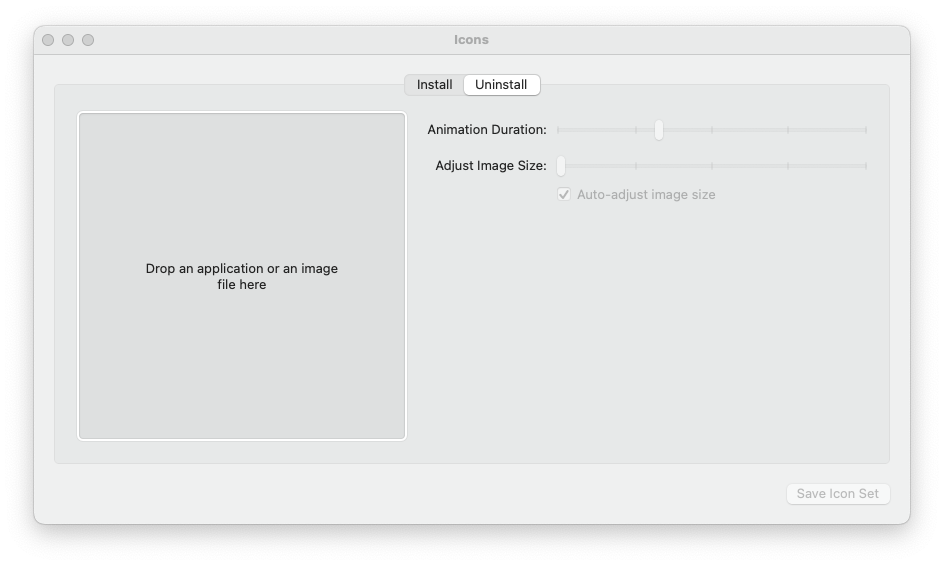 Icons
Install Uninstall
Animation Duration:
Adjust Image Size:
Auto-adjust image size
Drop an application or an image
file here
Save Icon Set